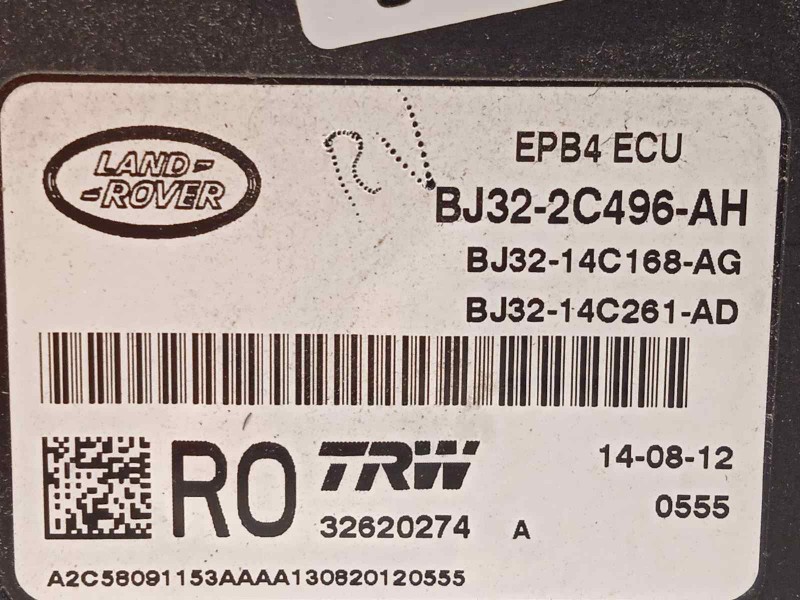 LAND-
-ROVER
EPB4 ECU
BJ32-2C496-AH
BJ32-14C168-AG
BJ32-14C261-AD
RO
TRW
14-08-12
32620274 A
0555
A2C58091153AAAA130820120555